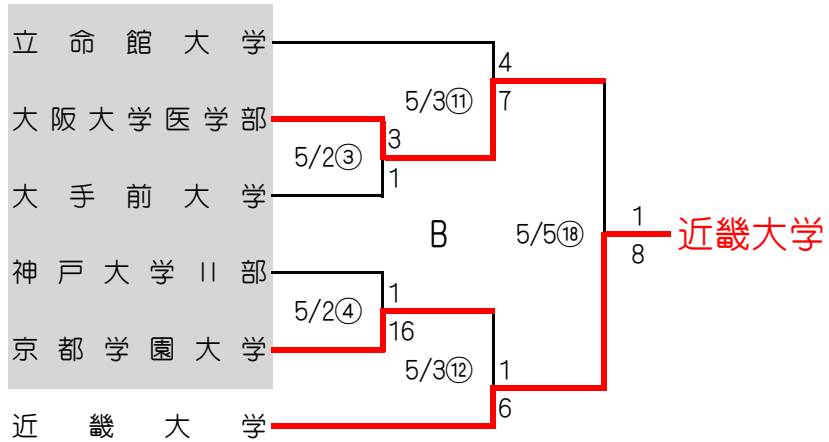 立命館大学
4
5/3⑪
7
大阪大学医学部
3
5/2③
1
大手前大学
B
5/5⑱
1
近畿大学
8
神戸大学II部
1
5/2④
16
京都学園大学
5/3⑫
1
6
近畿大学